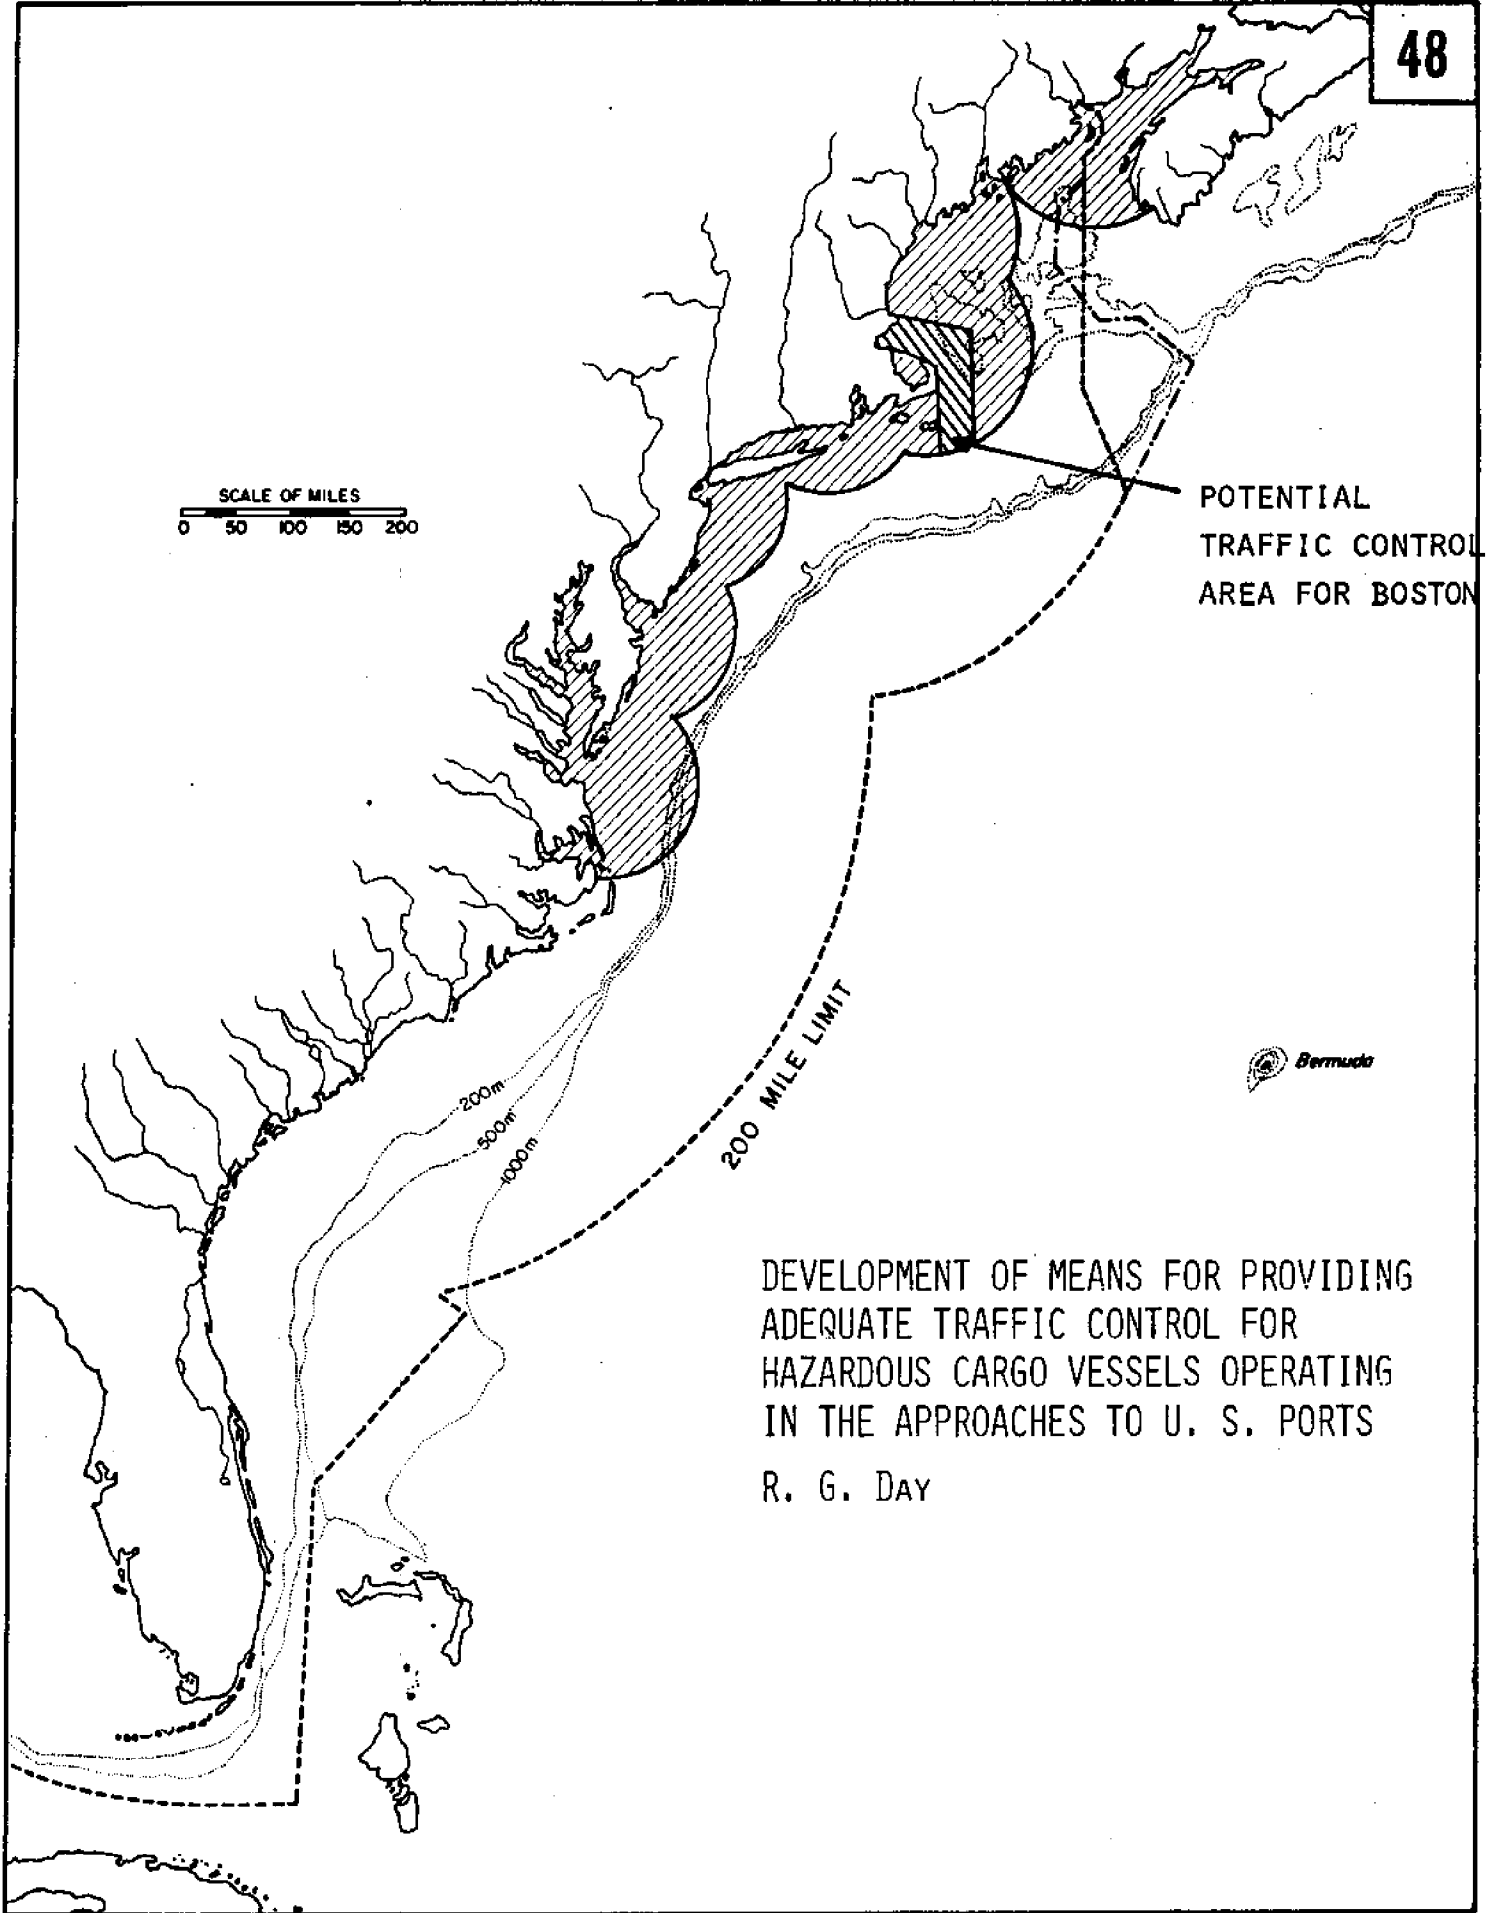 48
SCALE OF MILES
0 50 100 150 200
POTENTIAL
TRAFFIC CONTROL
AREA FOR BOSTON
200 MILE LIMIT
Bermuda
200m
500m
1000m
DEVELOPMENT OF MEANS FOR PROVIDING
ADEQUATE TRAFFIC CONTROL FOR
HAZARDOUS CARGO VESSELS OPERATING
IN THE APPROACHES TO U. S. PORTS
R. G. DAY